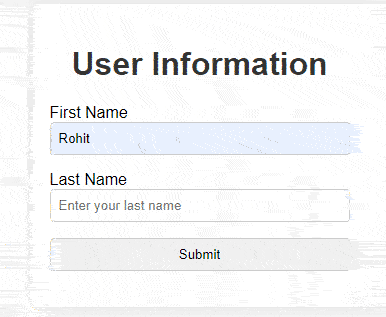 User Information
First Name
Rohit
Last Name
Enter your last name
Submit